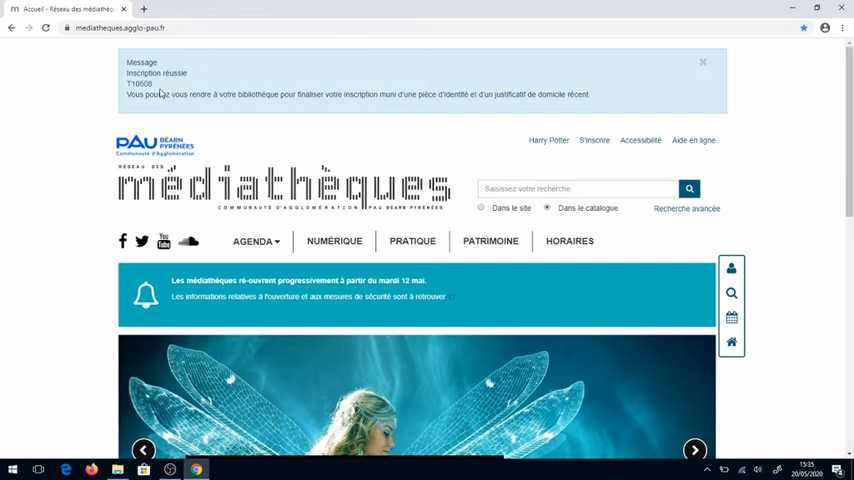 Accueil - Réseau des médiathèq
mediatheques.agglo-pau.fr
Message
Inscription réussie
T10508
Vous pouvez vous rendre à votre bibliothèque pour finaliser votre inscription muni d'une pièce d'identité et d'un justificatif de domicile récent.
PAU BÉARN PYRÉNÉES
Communauté d'Agglomération
Harry Potter S'inscrire Accessibilité Aide en ligne
RÉSEAU DES
médiathèques
COMMUNAUTÉ D'AGGLOMÉRATION PAU BÉARN PYRÉNÉES
Saisissez votre recherche
Dans le site Dans le catalogue Recherche avancée
You Tube
AGENDA NUMÉRIQUE PRATIQUE PATRIMOINE HORAIRES
Les médiathèques ré-ouvrent progressivement à partir du mardi 12 mai.
Les informations relatives à l'ouverture et aux mesures de sécurité sont à retrouver ici
15:35
20/05/2020